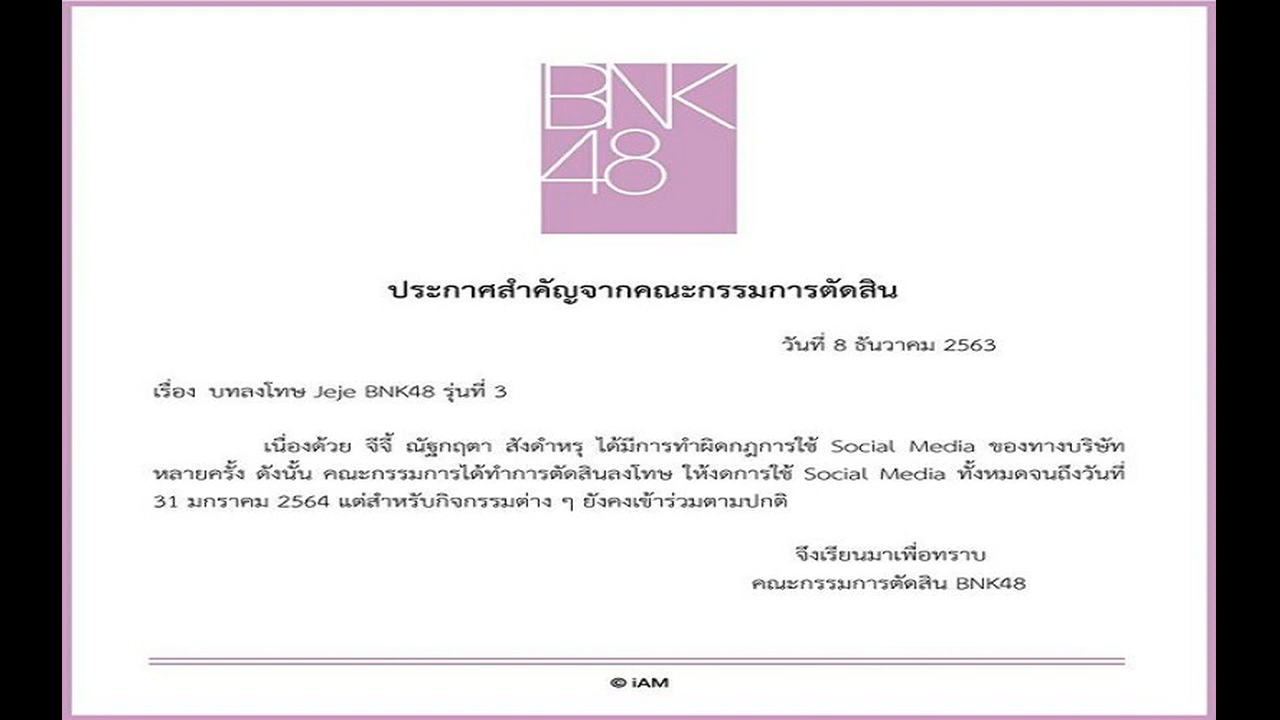 BNK
48
ประกาศสำคัญจากคณะกรรมการตัดสิน
วันที่ 8 ธันวาคม 2563
เรื่อง บทลงโทษ Jeje BNK48 รุ่นที่ 3
เนื่องด้วย จีจี้ ณัฐกฤตา สังดำหรุ ได้มีการทำผิดกฎการใช้ Social Media ของทางบริษัท
หลายครั้ง ดังนั้น คณะกรรมการได้ทำการตัดสินลงโทษ ให้งดการใช้ Social Media ทั้งหมดจนถึงวันที่
31 มกราคม 2564 แต่สำหรับกิจกรรมต่าง ๆ ยังคงเข้าร่วมตามปกติ
จึงเรียนมาเพื่อทราบ
คณะกรรมการตัดสิน BNK48
© iAM